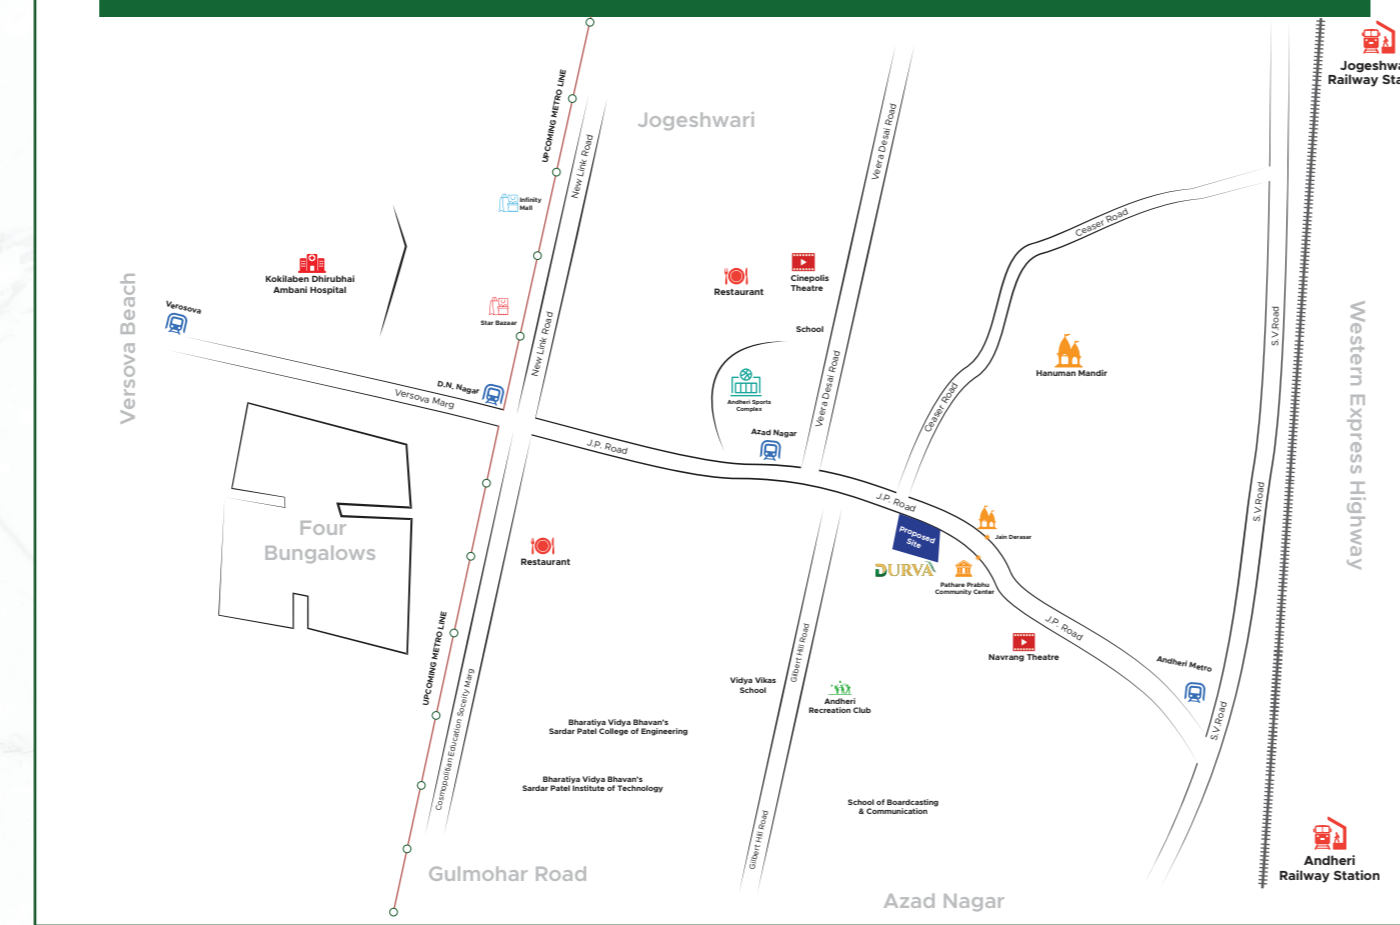 Jogeshwa
Railway Sta
UPCOMING METRO LINE
New Link Road
Jogeshwari
Veera Desai Road
Infinity
Mall
Ceaser Road
Kokilaben Dhirubhai
Ambani Hospital
Restaurant
Cinepolis
Theatre
Versova Beach
Verosova
Star Bazaar
School
New Link Road
S.V.Road
Western Express Highway
Hanuman Mandir
D.N. Nagar
Versova Marg
Andheri Sports
Complex
Veera Desai Road
Ceaser Road
Azad Nagar
J.P. Road
J.P. Road
S.V.Road
Four
Bungalows
Proposed
Site
Jain Derasar
DURVA
Restaurant
Pathare Prabhu
Community Center
J.P. Road
Navrang Theatre
Andheri Metro
UPCOMING METRO LINE
Gilbert Hill Road
Vidya Vikas
School
Andheri
Recreation Club
S.V.Road
Cosmopolitian Education Soceity Marg
Bharatiya Vidya Bhavan's
Sardar Patel College of Engineering
Bharatiya Vidya Bhavan's
Sardar Patel Institute of Technology
School of Boardcasting
& Communication
Gilbert Hill Road
Gulmohar Road
Azad Nagar
Andheri
Railway Station